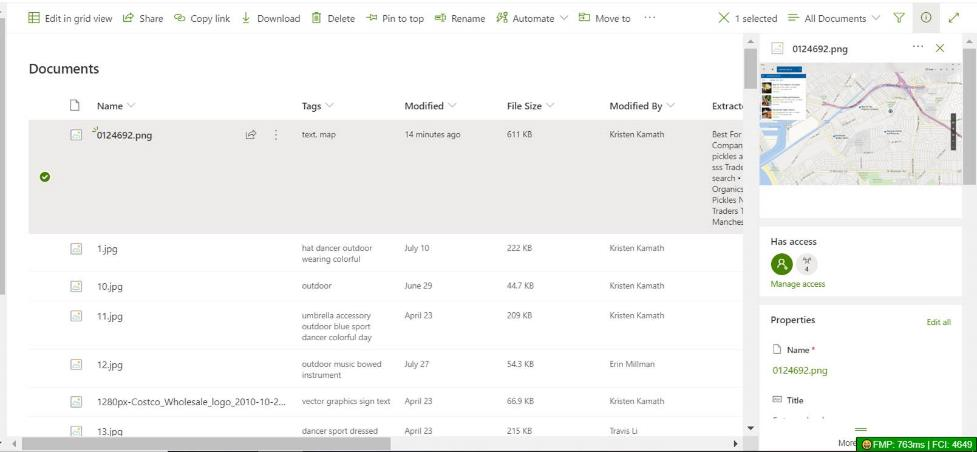 Edit in grid view Share Copy link Download Delete Pin to top Rename Automate Move to ··· 1 selected All Documents
Documents
Name Tags Modified File Size Modified By Extracte
0124692.png text, map 14 minutes ago 611 KB Kristen Kamath
Best For
Compan
pickles a
sss Trade
search •
Organics
Pickles N
Traders T
Manches
1.jpg hat dancer outdoor July 10 222 KB Kristen Kamath
wearing colorful
10.jpg outdoor June 29 44.7 KB Kristen Kamath
11.jpg umbrella accessory April 23 209 KB Kristen Kamath
outdoor blue sport
dancer colorful day
12.jpg outdoor music bowed July 27 54.3 KB Erin Millman
instrument
1280px-Costco_Wholesale_logo_2010-10-2... vector graphics sign text April 23 66.9 KB Kristen Kamath
13.jpg dancer sport dressed April 23 215 KB Travis Li
0124692.png ···
Has access
4
Manage access
Properties Edit all
Name *
0124692.png
Title
More
FMP: 763ms | FCI: 4649